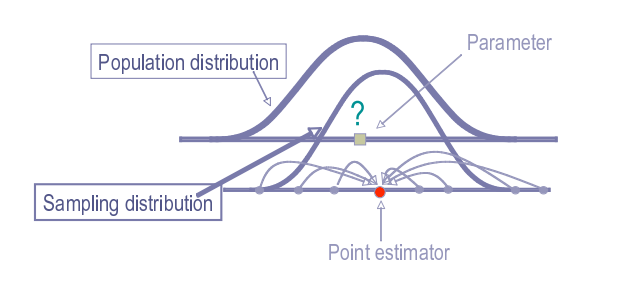 Parameter
Population distribution
?
Sampling distribution
Point estimator